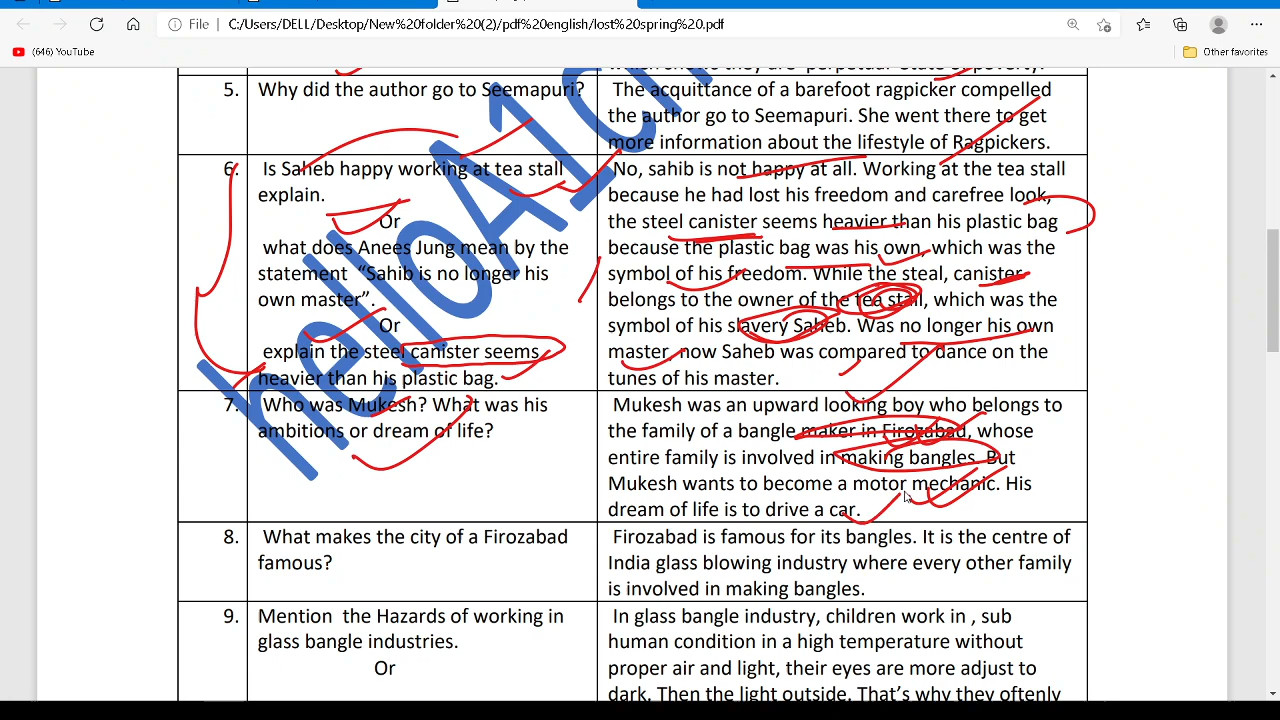 File | C:/Users/DELL/Desktop/New%20folder%20(2)/pdf%20english/lost%20spring%20.pdf
(646) YouTube
Other favorites
which she is they are perpetual state of poverty.
5. Why did the author go to Seemapuri?
The acquittance of a barefoot ragpicker compelled
the author go to Seemapuri. She went there to get
more information about the lifestyle of Ragpickers.
6. Is Saheb happy working at tea stall
explain.
Or
what does Anees Jung mean by the
statement “Sahib is no longer his
own master”.
Or
explain the steel canister seems
heavier than his plastic bag.
No, sahib is not happy at all. Working at the tea stall
because he had lost his freedom and carefree look,
the steel canister seems heavier than his plastic bag
because the plastic bag was his own, which was the
symbol of his freedom. While the steal, canister
belongs to the owner of the tea stall, which was the
symbol of his slavery Saheb. Was no longer his own
master, now Saheb was compared to dance on the
tunes of his master.
7. Who was Mukesh? What was his
ambitions or dream of life?
Mukesh was an upward looking boy who belongs to
the family of a bangle maker in Firozabad, whose
entire family is involved in making bangles. But
Mukesh wants to become a motor mechanic. His
dream of life is to drive a car.
8. What makes the city of a Firozabad
famous?
Firozabad is famous for its bangles. It is the centre of
India glass blowing industry where every other family
is involved in making bangles.
9. Mention the Hazards of working in
glass bangle industries.
Or
In glass bangle industry, children work in , sub
human condition in a high temperature without
proper air and light, their eyes are more adjust to
dark. Then the light outside. That’s why they oftenly